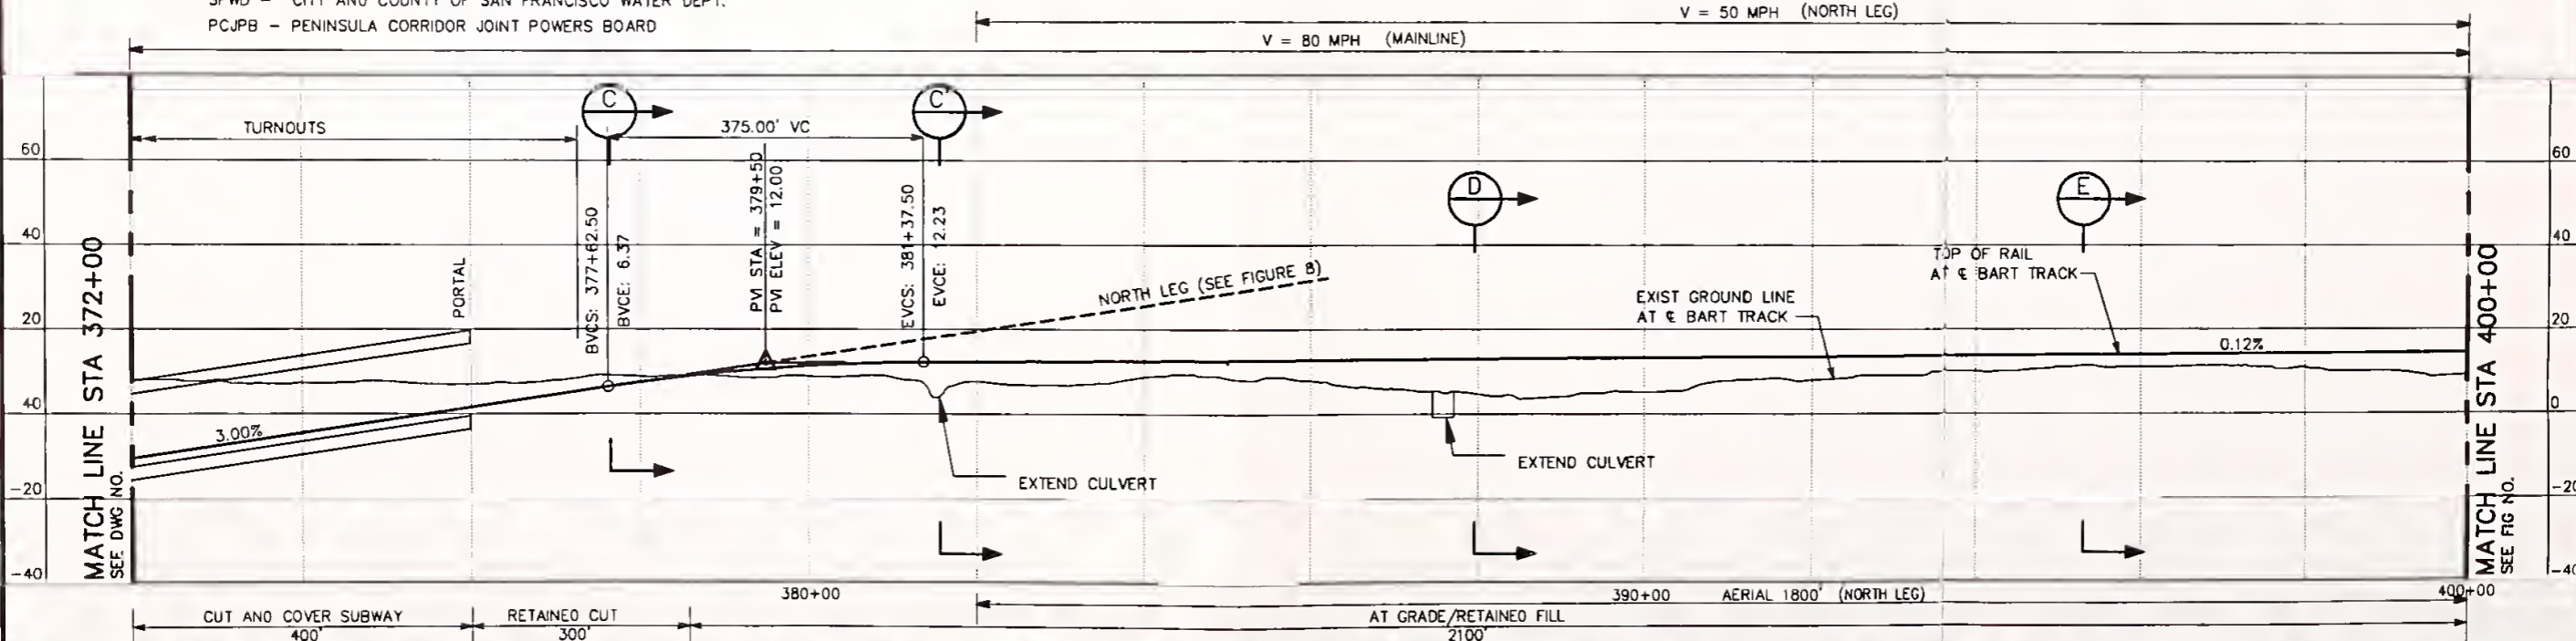 SFWD - CITY AND COUNTY OF SAN FRANCISCO WATER DEPT.
PCJPB - PENINSULA CORRIDOR JOINT POWERS BOARD
V = 50 MPH (NORTH LEG)
V = 80 MPH (MAINLINE)
C
C'
TURNOUTS
375.00' VC
60
60
PVI STA = 379+50
PVI ELEV = 12.00
D
E
BVCS: 377+62.50
BVCE: 6.37
EVCS: 381+37.50
EVCE: 12.23
40
40
PORTAL
TOP OF RAIL
AT ℄ BART TRACK
NORTH LEG (SEE FIGURE 8)
EXIST GROUND LINE
AT ℄ BART TRACK
20
20
0.12%
40
0
3.00%
EXTEND CULVERT
EXTEND CULVERT
-20
-20
MATCH LINE STA 372+00
SEE DWG NO.
MATCH LINE STA 400+00
SEE FIG NO.
-40
-40
380+00
390+00
AERIAL 1800' (NORTH LEG)
400+00
CUT AND COVER SUBWAY
400'
RETAINED CUT
300'
AT GRADE/RETAINED FILL
2100'